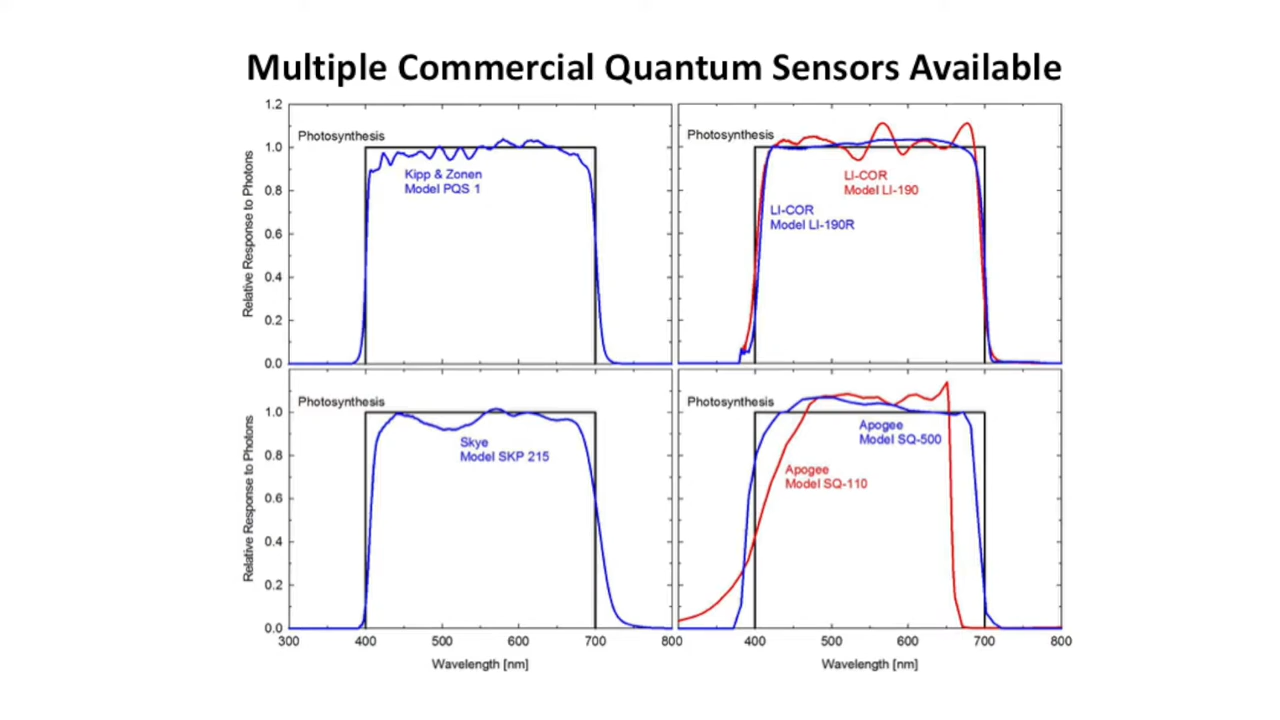 Multiple Commercial Quantum Sensors Available
1.2
1.0
0.8
0.6
0.4
0.2
0.0
Relative Response to Photons
Photosynthesis
Kipp & Zonen
Model PQS 1
Photosynthesis
LI-COR
Model LI-190
LI-COR
Model LI-190R
1.0
0.8
0.6
0.4
0.2
0.0
Relative Response to Photons
Photosynthesis
Skye
Model SKP 215
Photosynthesis
Apogee
Model SQ-500
Apogee
Model SQ-110
300 400 500 600 700 800
400 500 600 700 800
Wavelength [nm]
Wavelength [nm]